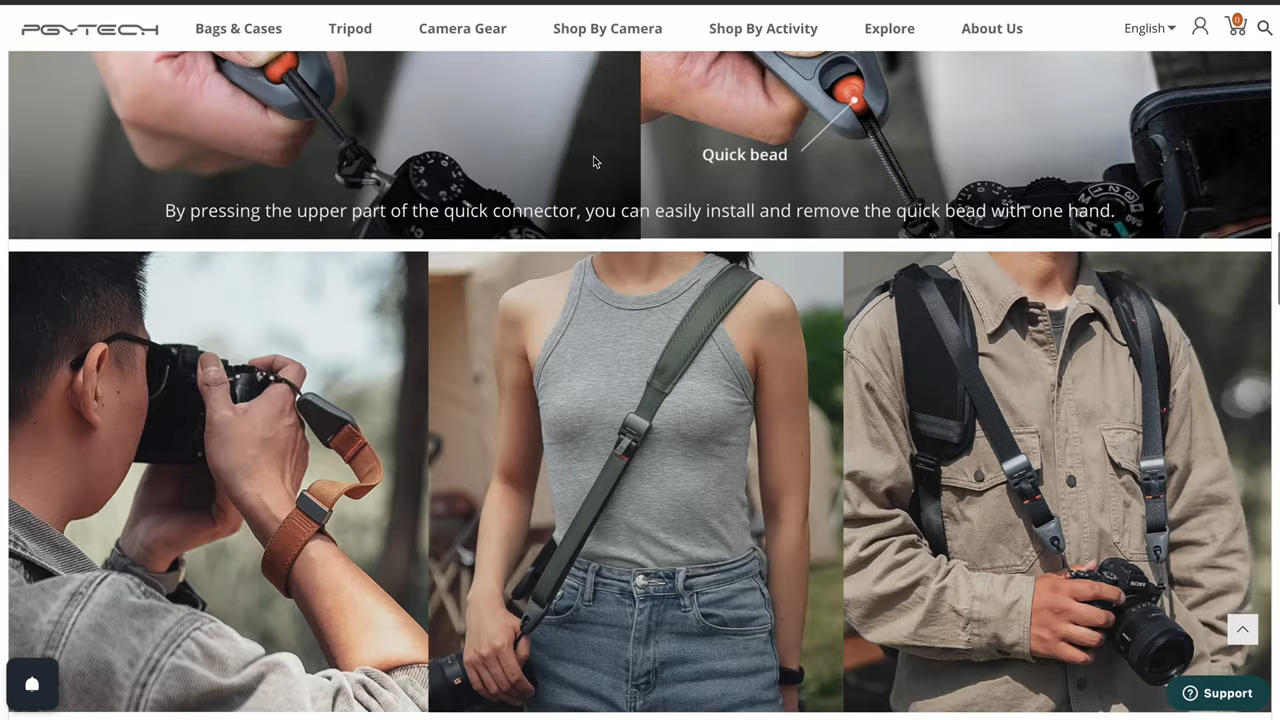 PGYTECH Bags & Cases Tripod Camera Gear Shop By Camera Shop By Activity Explore About Us English 0
Quick bead
By pressing the upper part of the quick connector, you can easily install and remove the quick bead with one hand.
SONY
Support